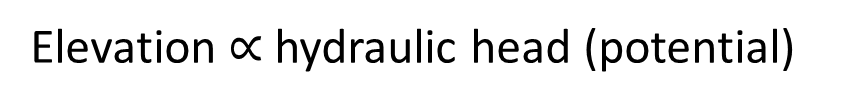 Elevation ∝ hydraulic head (potential)